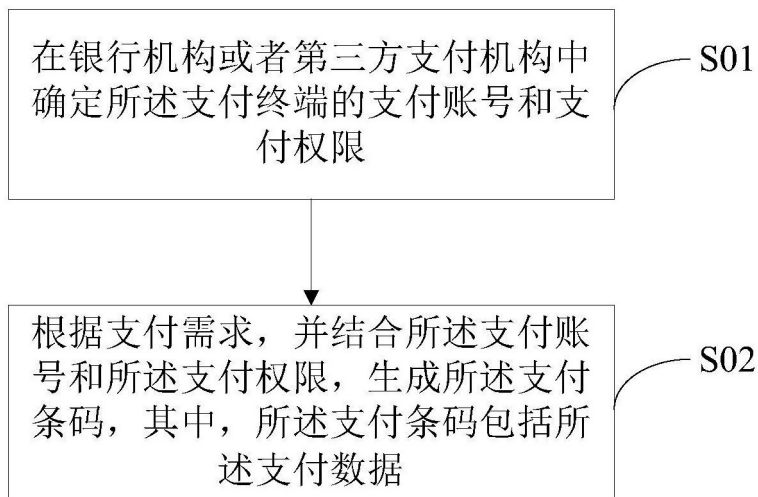 在银行机构或者第三方支付机构中
确定所述支付终端的支付账号和支
付权限
S01
根据支付需求，并结合所述支付账
号和所述支付权限，生成所述支付
条码，其中，所述支付条码包括所
述支付数据
S02